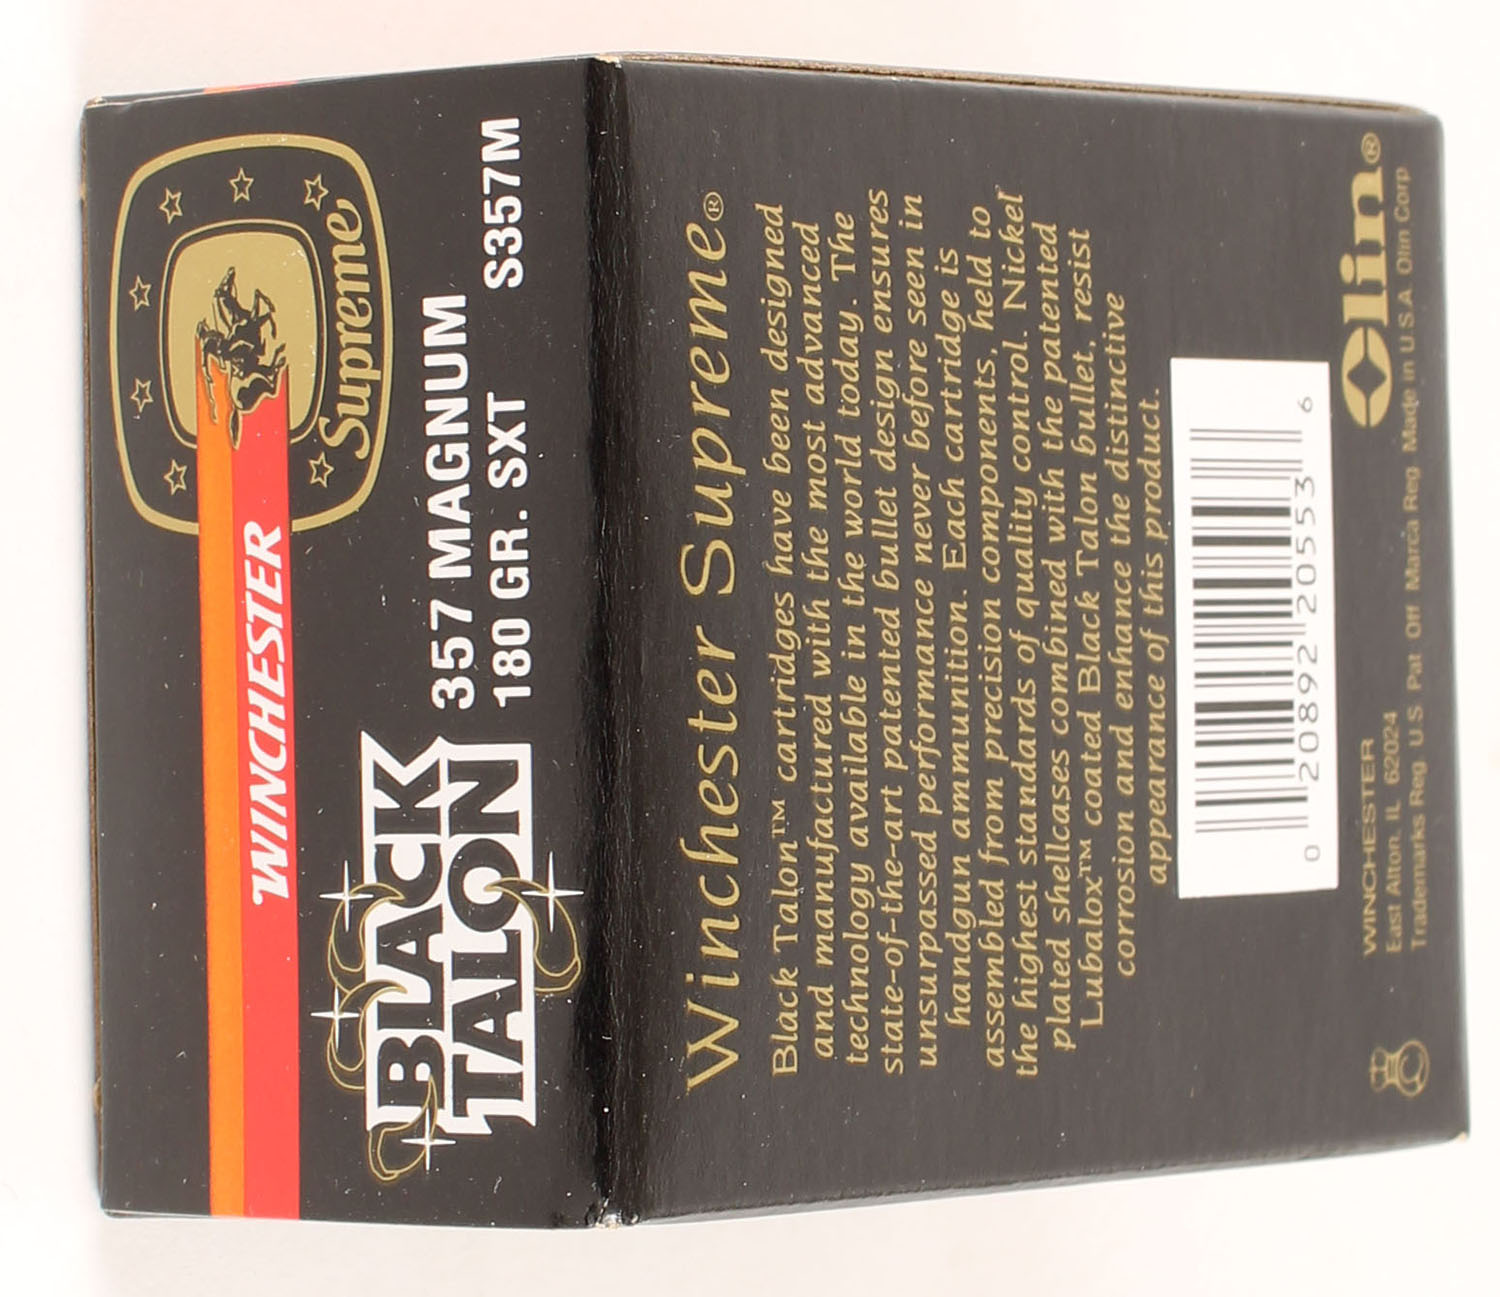 Supreme
WINCHESTER
BLACK
TALON
357 MAGNUM
180 GR. SXT S357M
Winchester Supreme®
Black Talon™ cartridges have been designed
and manufactured with the most advanced
technology available in the world today. The
state-of-the-art patented bullet design ensures
unsurpassed performance never before seen in
handgun ammunition. Each cartridge is
assembled from precision components, held to
the highest standards of quality control. Nickel
plated shellcases combined with the patented
Lubalox™ coated Black Talon bullet, resist
corrosion and enhance the distinctive
appearance of this product.
0 20892 20553 6
WINCHESTER
East Alton, IL 62024
Trademarks Reg. U.S. Pat Off Marca Reg Made in U.S.A. Olin Corp
Olin®